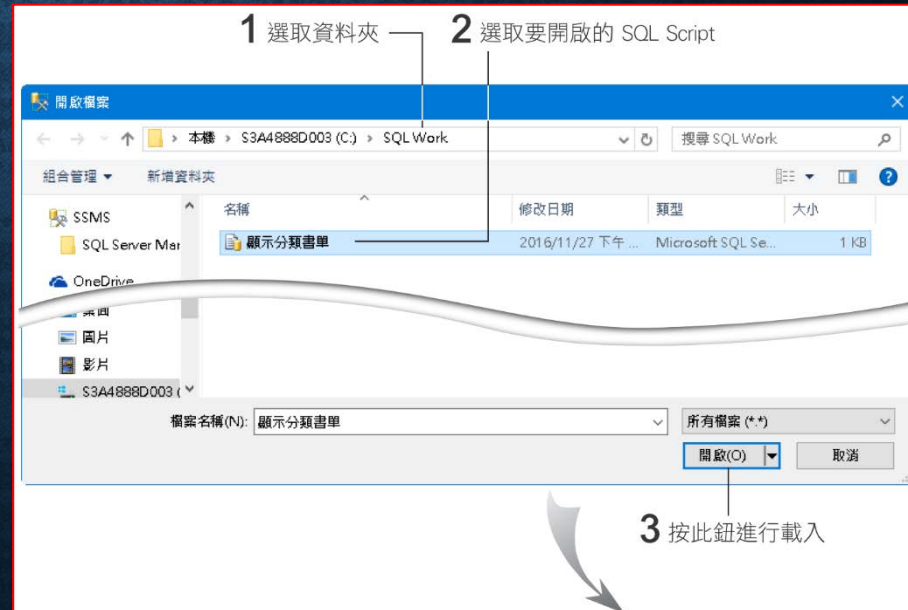 1 選取資料夾 2 選取要開啟的 SQL Script
開啟檔案
本機 > S3A4888D003 (C:) > SQL Work 搜尋 SQL Work
組合管理 新增資料夾
名稱 修改日期 類型 大小
SSMS
SQL Server Mar
顯示分類書單 2016/11/27 下午 ... Microsoft SQL Se... 1 KB
OneDrive
桌面
圖片
影片
S3A4888D003 (
檔案名稱(N): 顯示分類書單 所有檔案 (*.*)
開啟(O) 取消
3 按此鈕進行載入